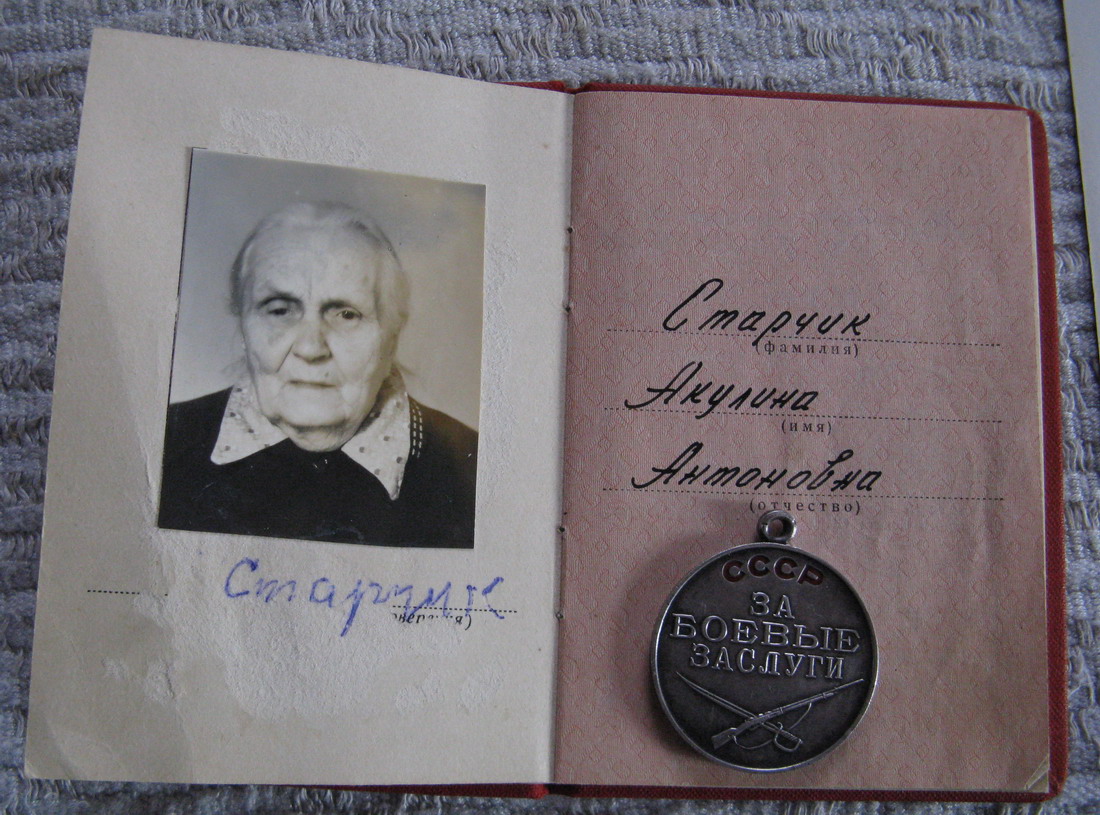 Старчик
Старчик
(фамилия)
Акулина
(имя)
Антоновна
(отчество)
СССР
ЗА
БОЕВЫЕ
ЗАСЛУГИ